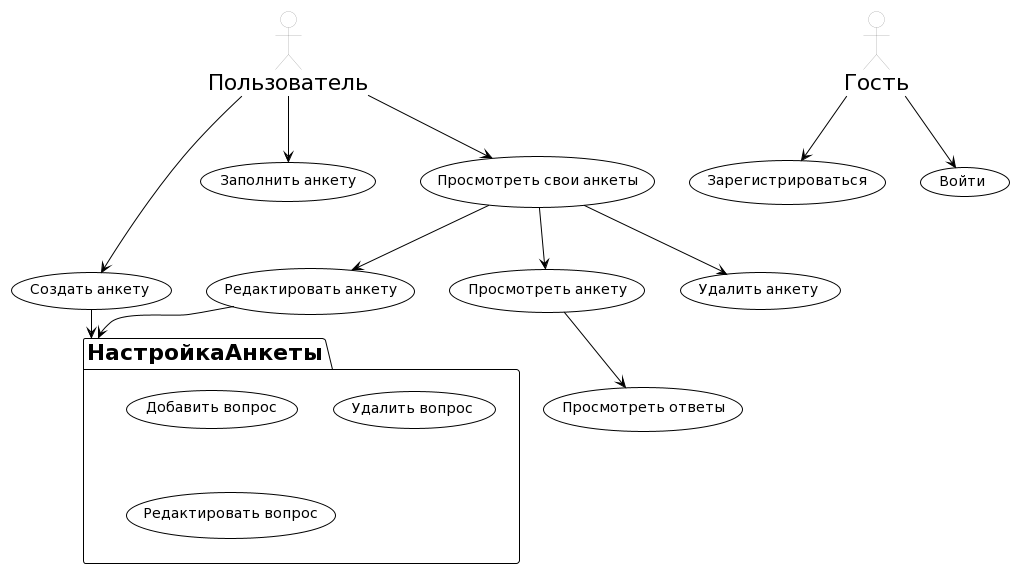 Пользователь
Гость
Заполнить анкету
Просмотреть свои анкеты
Зарегистрироваться
Войти
Создать анкету
Редактировать анкету
Просмотреть анкету
Удалить анкету
НастройкаАнкеты
Добавить вопрос
Удалить вопрос
Просмотреть ответы
Редактировать вопрос